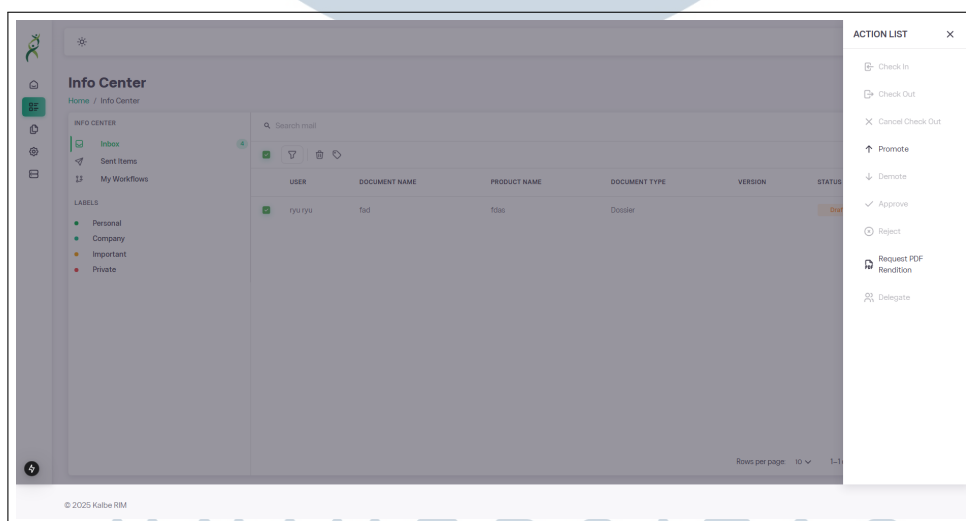 ACTION LIST
Check In
Check Out
Cancel Check Out
Promote
Demote
Approve
Reject
Request PDF
Rendition
Delegate
Info Center
Home / Info Center
INFO CENTER
Inbox 4
Sent Items
My Workflows
LABELS
Personal
Company
Important
Private
Search mail
USER DOCUMENT NAME PRODUCT NAME DOCUMENT TYPE VERSION STATUS
ryu ryu fad fdas Dossier
Rows per page: 10
© 2025 Kalbe RIM